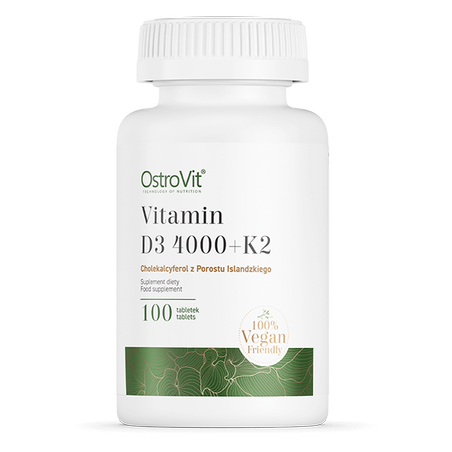 OstroVit®
TECHNOLOGY OF NUTRITION
Vitamin
D3 4000+K2
Cholekalcyferol z Porostu Islandzkiego
Suplement diety
Food supplement
100 tabletek
tablets
100%
Vegan
Friendly